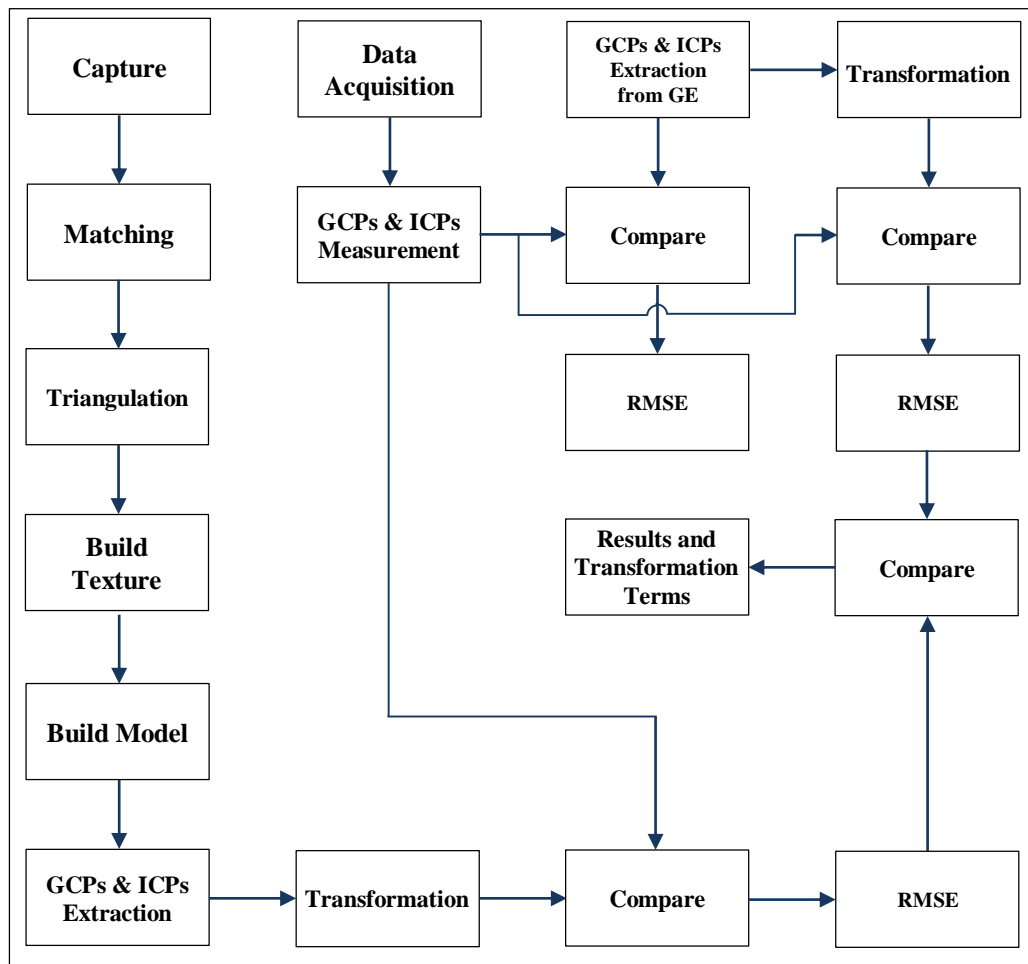 Capture
Data
Acquisition
GCPs & ICPs
Extraction
from GE
Transformation
Matching
GCPs & ICPs
Measurement
Compare
Compare
Triangulation
RMSE
RMSE
Build
Texture
Results and
Transformation
Terms
Compare
Build Model
GCPs & ICPs
Extraction
Transformation
Compare
RMSE